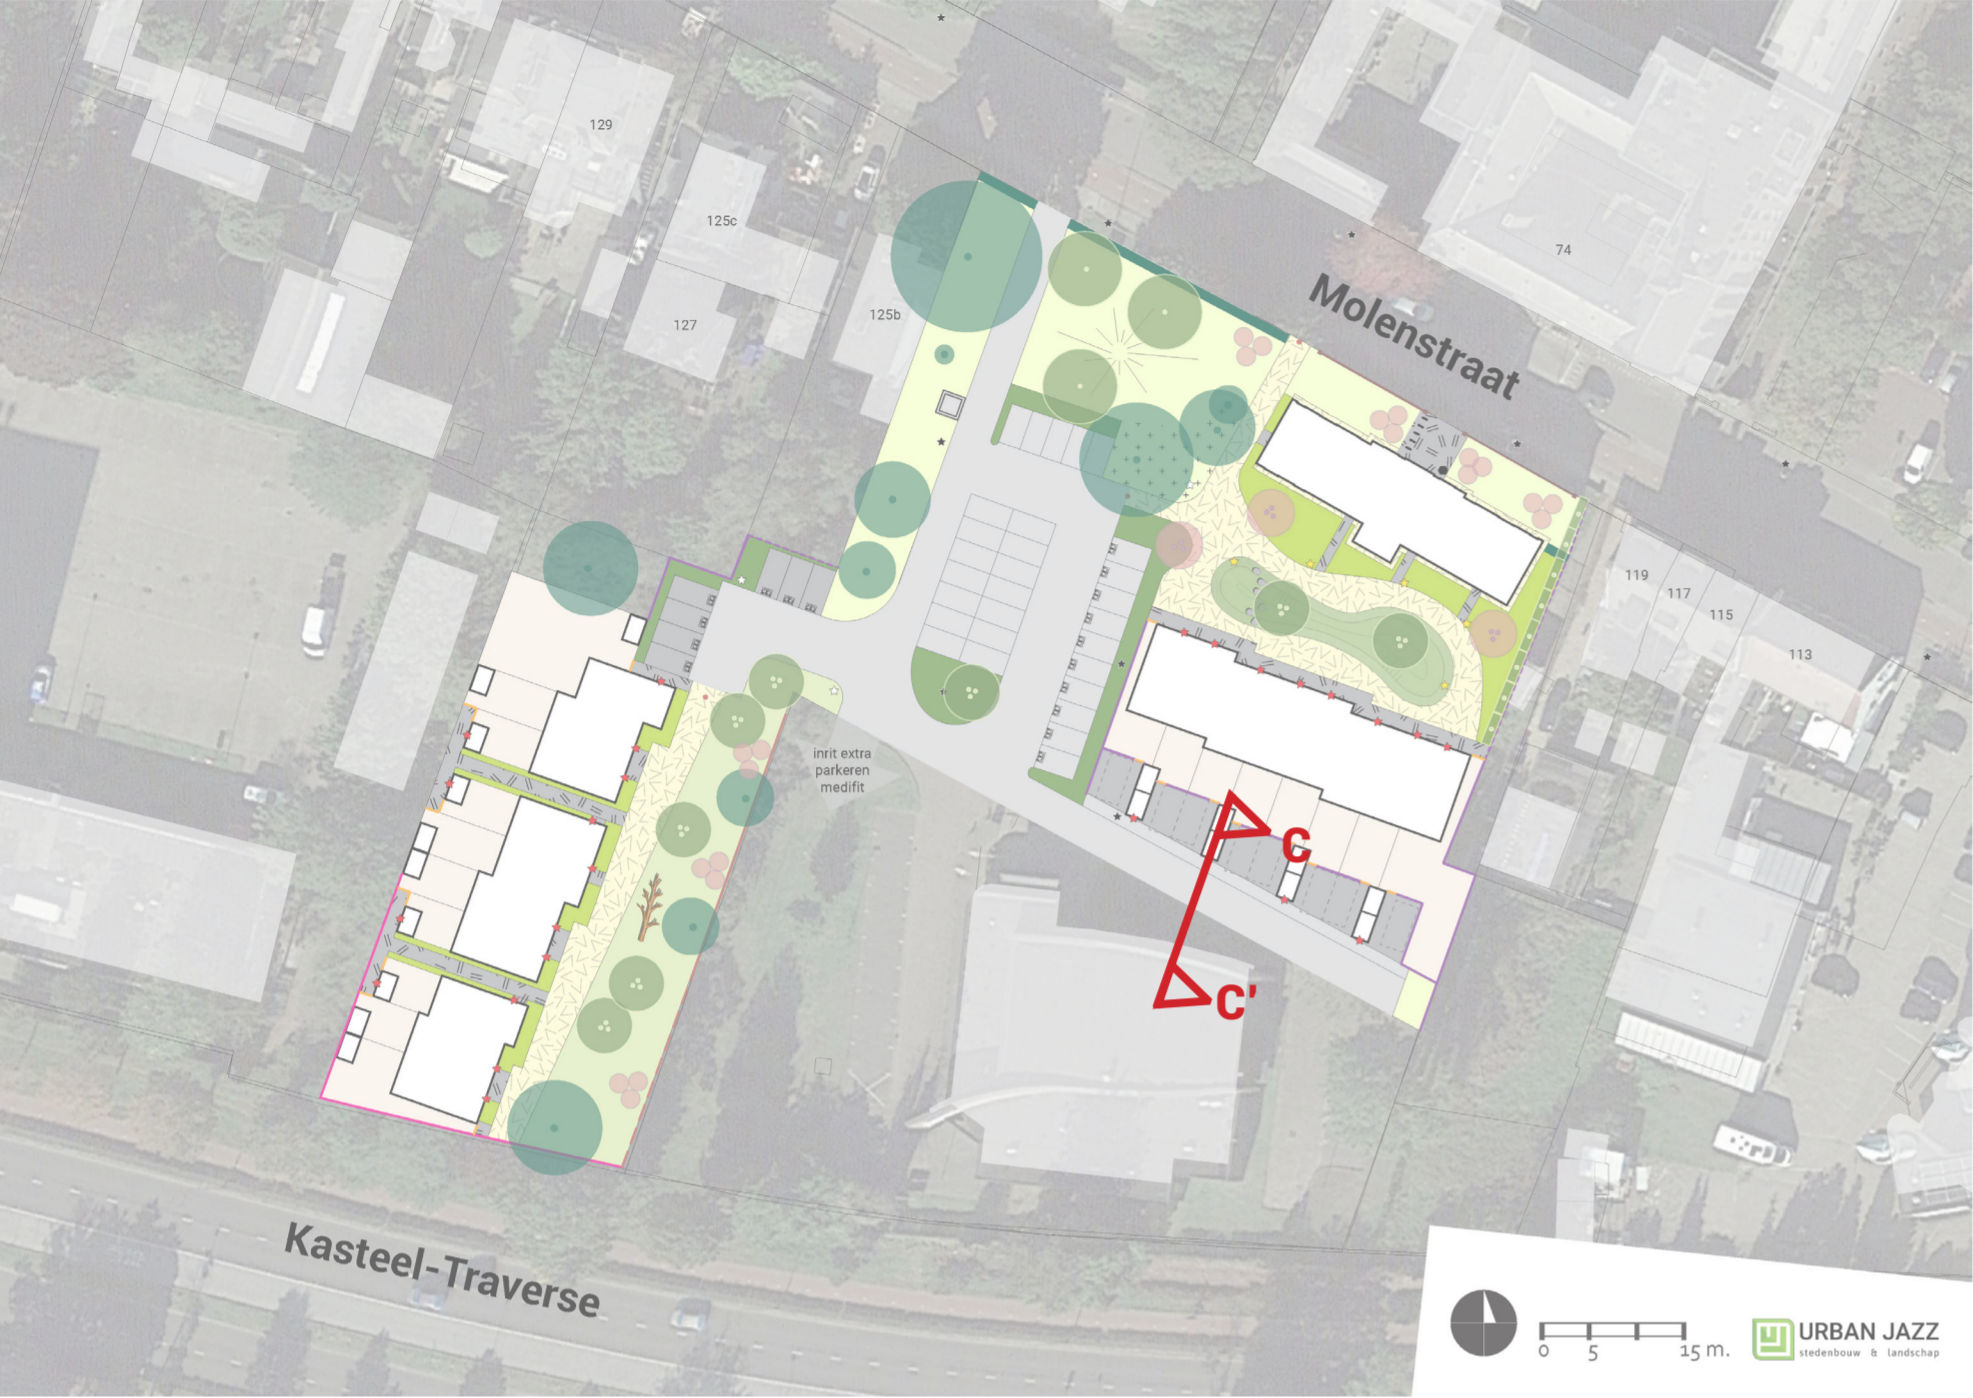 129
125c
74
Molenstraat
125b
127
119
117
115
113
inrit extra
parkeren
medifit
C
C'
Kasteel-Traverse
0 5 15 m.
URBAN JAZZ
stedenbouw & landschap